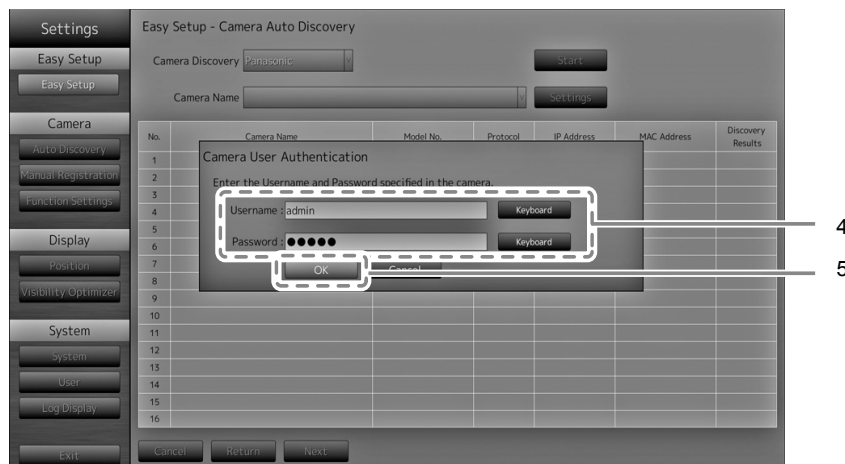 Settings
Easy Setup
Easy Setup
Camera
Auto Discovery
Manual Registration
Function Settings
Display
Position
Visibility Optimizer
System
System
User
Log Display
Exit
Easy Setup - Camera Auto Discovery
Camera Discovery Panasonic Start
Camera Name Settings
No. Camera Name Model No. Protocol IP Address MAC Address Discovery Results
1
2
3
4
5
6
7
8
9
10
11
12
13
14
15
16
Camera User Authentication
Enter the Username and Password specified in the camera.
Username : admin Keyboard
Password : ●●●●● Keyboard
OK Cancel
Cancel Return Next
4
5